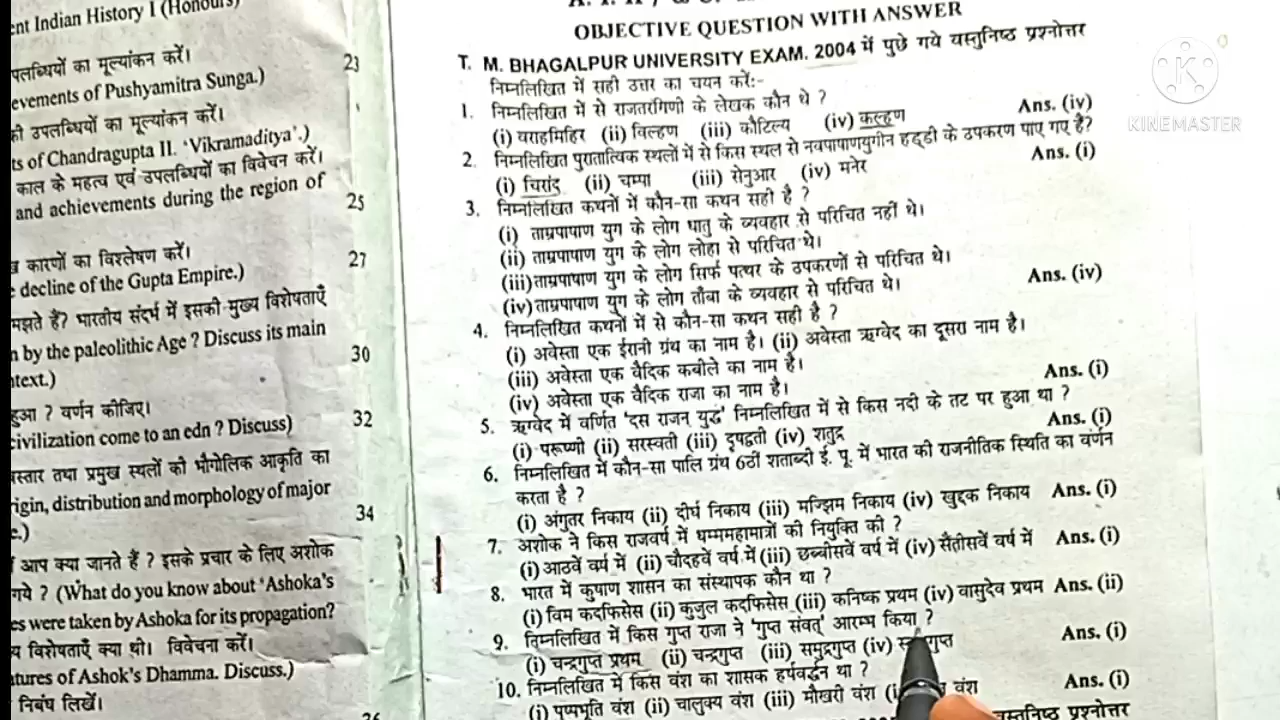 ent Indian History I (Honours)
पलब्धियों का मूल्यांकन करें।
evements of Pushyamitra Sunga.) 23
की उपलब्धियों का मूल्यांकन करें।
ts of Chandragupta II. 'Vikramaditya'.)
काल के महत्व एवं उपलब्धियों का विवेचन करें।
and achievements during the region of 25
कारणों का विश्लेषण करें।
decline of the Gupta Empire.) 27
मझते हैं? भारतीय संदर्भ में इसकी मुख्य विशेषताएँ
n by the paleolithic Age ? Discuss its main
ntext.) 30
हुआ ? वर्णन कीजिए।
civilization come to an edn ? Discuss) 32
स्तार तथा प्रमुख स्थलों की भौगोलिक आकृति का
rigin, distribution and morphology of major
e.) 34
आप क्या जानते हैं ? इसके प्रचार के लिए अशोक
गये ? (What do you know about 'Ashoka's
es were taken by Ashoka for its propagation?
य विशेषताएँ क्या थी। विवेचना करें।
atures of Ashok's Dhamma. Discuss.)
निबंध लिखें। 36
OBJECTIVE QUESTION WITH ANSWER
T. M. BHAGALPUR UNIVERSITY EXAM. 2004 में पुछे गये वस्तुनिष्ठ प्रश्नोत्तर
निम्नलिखित में सही उत्तर का चयन करें:-
1. निम्नलिखित में से राजतरंगिणी के लेखक कौन थे ?
(i) वराहमिहिर (ii) विल्हण (iii) कौटिल्य (iv) कल्हण Ans. (iv)
2. निम्नलिखित पुरातात्विक स्थलों में से किस स्थल से नवपाषाणयुगीन हड्डी के उपकरण पाए गए हैं?
(i) चिरांद (ii) चम्पा (iii) सेनुआर (iv) मनेर Ans. (i)
3. निम्नलिखित कथनों में कौन-सा कथन सही है ?
(i) ताम्रपाषाण युग के लोग धातु के व्यवहार से परिचित नहीं थे।
(ii) ताम्रपाषाण युग के लोग लोहा से परिचित थे।
(iii) ताम्रपाषाण युग के लोग सिर्फ पत्थर के उपकरणों से परिचित थे।
(iv) ताम्रपाषाण युग के लोग ताँबा के व्यवहार से परिचित थे। Ans. (iv)
4. निम्नलिखित कथनों में से कौन-सा कथन सही है ?
(i) अवेस्ता एक ईरानी ग्रंथ का नाम है। (ii) अवेस्ता ऋग्वेद का दूसरा नाम है।
(iii) अवेस्ता एक वैदिक कबीले का नाम है।
(iv) अवेस्ता एक वैदिक राजा का नाम है। Ans. (i)
5. ऋग्वेद में वर्णित 'दस राजन् युद्ध' निम्नलिखित में से किस नदी के तट पर हुआ था ?
(i) परूष्णी (ii) सरस्वती (iii) दृषद्वती (iv) शतुद्र Ans. (i)
6. निम्नलिखित में कौन-सा पालि ग्रंथ 6ठीं शताब्दी ई. पू. में भारत की राजनीतिक स्थिति का वर्णन
करता है ?
(i) अंगुतर निकाय (ii) दीर्घ निकाय (iii) मज्झिम निकाय (iv) खुद्दक निकाय Ans. (i)
7. अशोक ने किस राजवर्ष में धम्ममहामात्रों की नियुक्ति की ?
(i) आठवें वर्ष में (ii) चौदहवें वर्ष में (iii) छब्बीसवें वर्ष में (iv) सैंतीसवें वर्ष में Ans. (i)
8. भारत में कुषाण शासन का संस्थापक कौन था ?
(i) विम कदफिसेस (ii) कुजुल कदफिसेस (iii) कनिष्क प्रथम (iv) वासुदेव प्रथम Ans. (ii)
9. निम्नलिखित में किस गुप्त राजा ने 'गुप्त संवत्' आरम्भ किया ?
(i) चन्द्रगुप्त प्रथम (ii) चन्द्रगुप्त (iii) समुद्रगुप्त (iv) Ans. (i)
10. निम्नलिखित में किस वंश का शासक हर्षवर्द्धन था ?
(i) पुष्पभूति वंश (ii) चालुक्य वंश (iii) मौखरी वंश वंश Ans. (i)
वस्तुनिष्ठ प्रश्नोत्तर
K
KINEMASTER